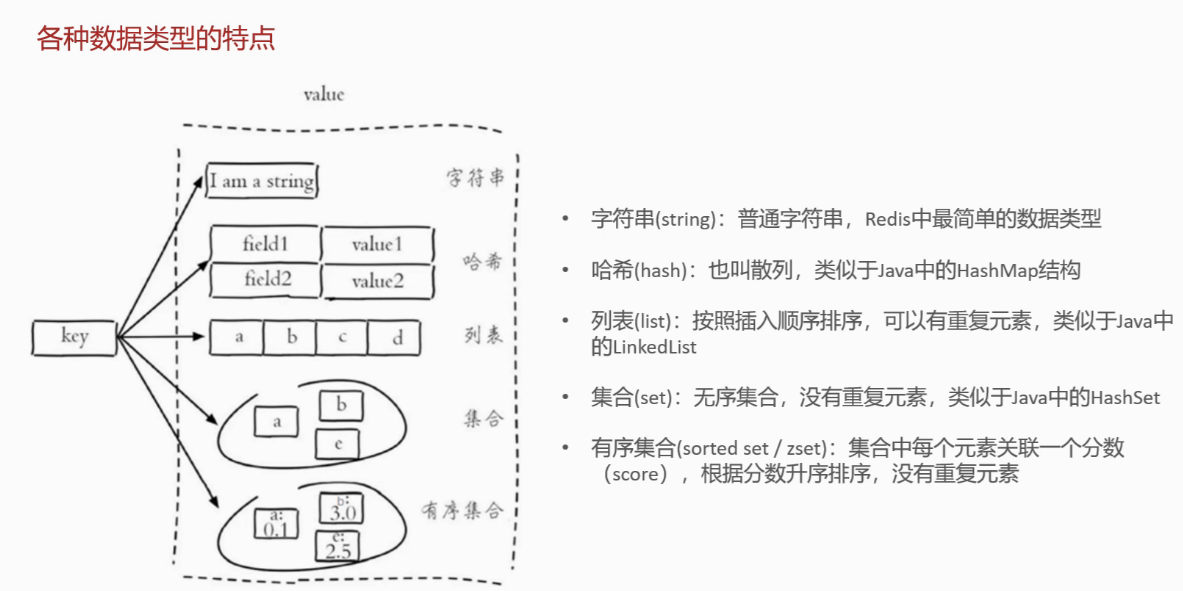 各种数据类型的特点
value
I am a string
字符串
field1 value1
哈希
field2 value2
key
a b c d
列表
a
b
e
集合
a:
0.1
b:
3.0
c:
2.5
有序集合
• 字符串(string)：普通字符串，Redis中最简单的数据类型
• 哈希(hash)：也叫散列，类似于Java中的HashMap结构
• 列表(list)：按照插入顺序排序，可以有重复元素，类似于Java中
的LinkedList
• 集合(set)：无序集合，没有重复元素，类似于Java中的HashSet
• 有序集合(sorted set / zset)：集合中每个元素关联一个分数
（score），根据分数升序排序，没有重复元素